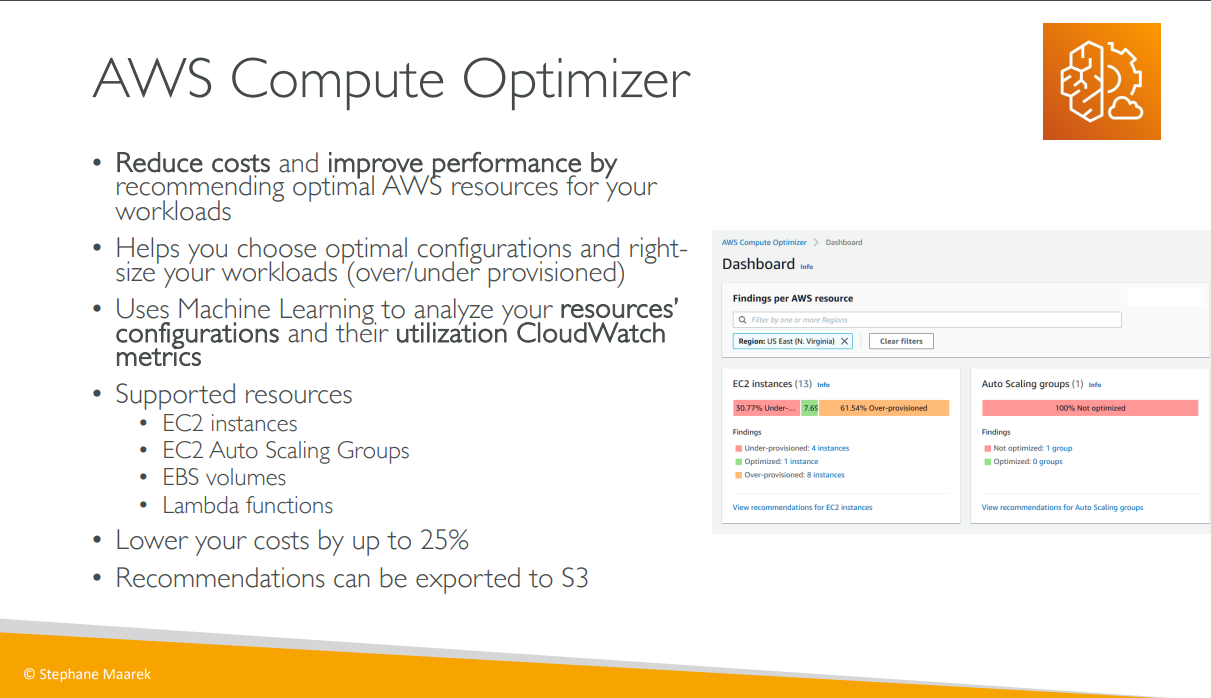 AWS Compute Optimizer
• Reduce costs and improve performance by
recommending optimal AWS resources for your
workloads
• Helps you choose optimal configurations and right-
size your workloads (over/under provisioned)
• Uses Machine Learning to analyze your resources’
configurations and their utilization CloudWatch
metrics
• Supported resources
• EC2 instances
• EC2 Auto Scaling Groups
• EBS volumes
• Lambda functions
• Lower your costs by up to 25%
• Recommendations can be exported to S3
AWS Compute Optimizer > Dashboard
Dashboard Info
Findings per AWS resource
Filter by one or more Regions
Region: US East (N. Virginia) X Clear filters
EC2 instances (13) Info
30.77% Under-... 7.69 61.54% Over-provisioned
Findings
Under-provisioned: 4 instances
Optimized: 1 instance
Over-provisioned: 8 instances
View recommendations for EC2 instances
Auto Scaling groups (1) Info
100% Not optimized
Findings
Not optimized: 1 group
Optimized: 0 groups
View recommendations for Auto Scaling groups
© Stephane Maarek